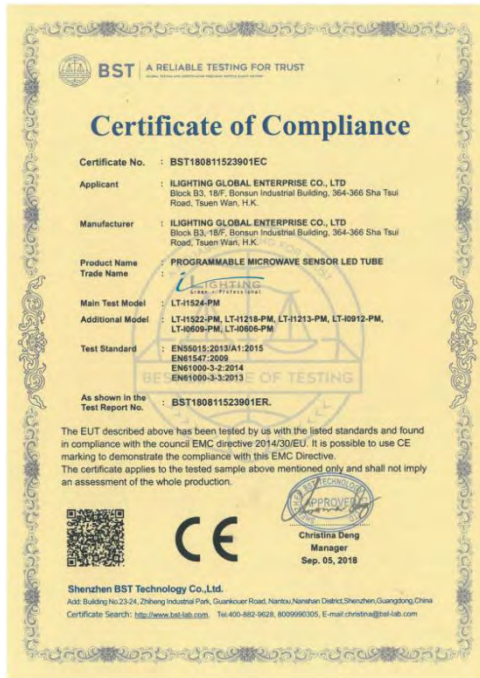 BST A RELIABLE TESTING FOR TRUST
Certificate of Compliance
Certificate No. : BST180811523901EC
Applicant : ILIGHTING GLOBAL ENTERPRISE CO., LTD
Block B3, 18/F, Bonsun Industrial Building, 364-366 Sha Tsui
Road, Tsuen Wan, H.K.
Manufacturer : ILIGHTING GLOBAL ENTERPRISE CO., LTD
Block B3, 18/F, Bonsun Industrial Building, 364-366 Sha Tsui
Road, Tsuen Wan, H.K.
Product Name : PROGRAMMABLE MICROWAVE SENSOR LED TUBE
Trade Name :
iLIGHTING
Green · Professional
Main Test Model : LT-I1524-PM
Additional Model : LT-I1522-PM, LT-I1218-PM, LT-I1213-PM, LT-I0912-PM,
LT-I0609-PM, LT-I0606-PM
Test Standard : EN55015:2013/A1:2015
EN61547:2009
EN61000-3-2:2014
EN61000-3-3:2013
OF TESTING
As shown in the
Test Report No. : BST180811523901ER.
The EUT described above has been tested by us with the listed standards and found
in compliance with the council EMC directive 2014/30/EU. It is possible to use CE
marking to demonstrate the compliance with this EMC Directive.
The certificate applies to the tested sample above mentioned only and shall not imply
an assessment of the whole production.
APPROVED
CE
Christina Deng
Manager
Sep. 05, 2018
Shenzhen BST Technology Co.,Ltd.
Add: Building No.23-24, Zhiheng Industrial Park, Guankouer Road, Nantou,Nanshan District,Shenzhen,Guangdong,China
Certificate Search: http://www.bst-lab.com Tel:400-882-9628, 8009990305, E-mail:christina@bst-lab.com